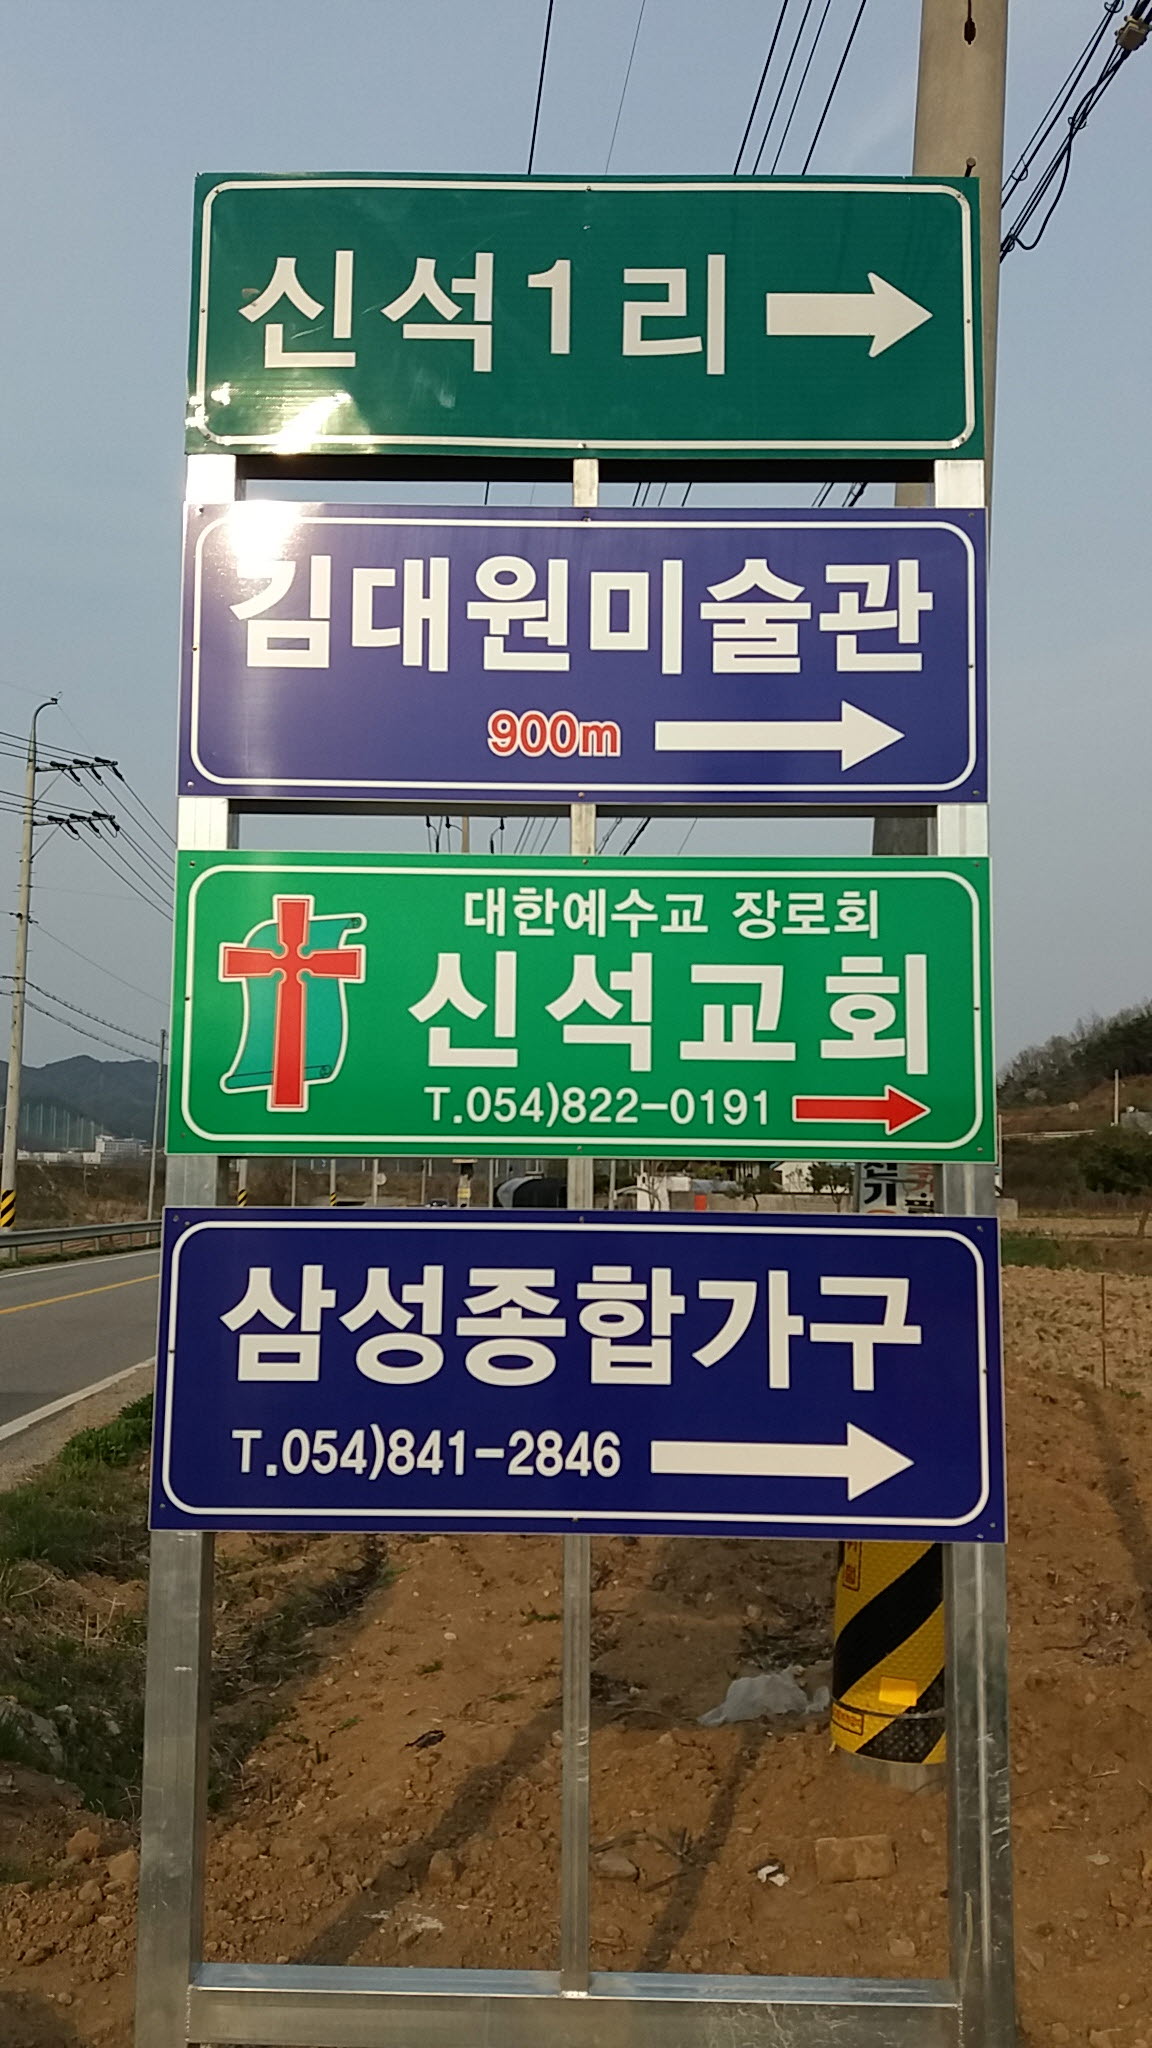 신석1리
김대원미술관
900m
대한예수교 장로회
신석교회
T.054)822-0191
삼성종합가구
T.054)841-2846